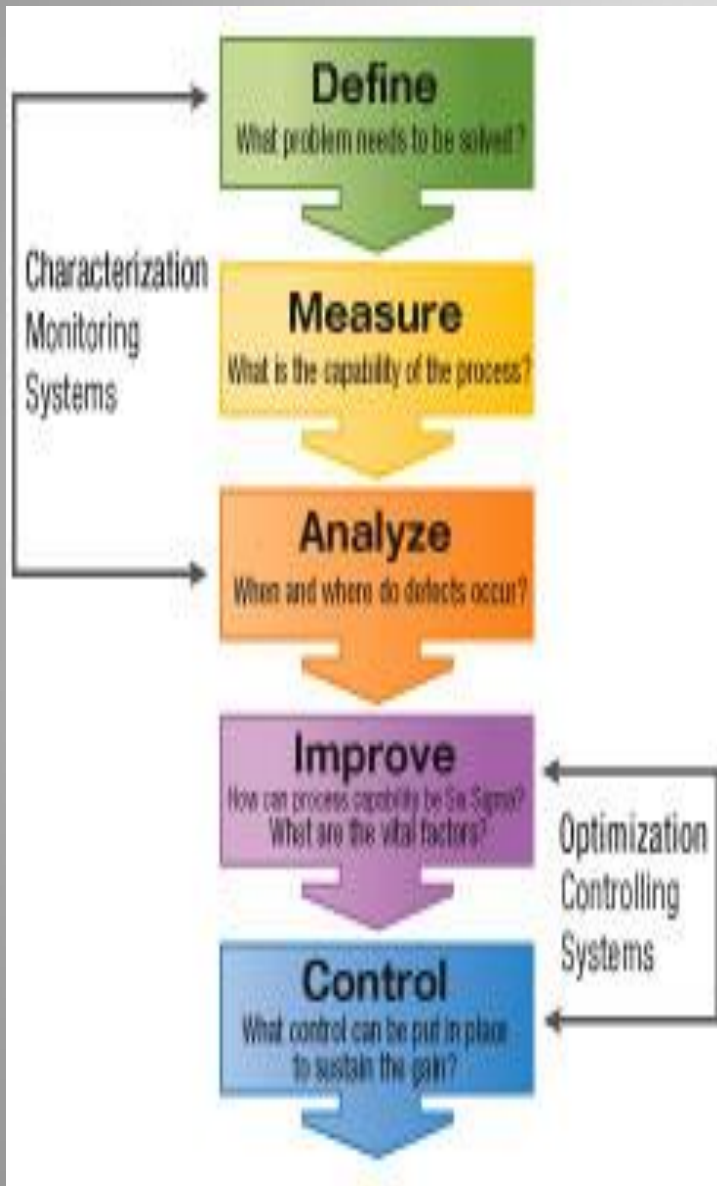 Define
What problem needs to be solved?
Characterization
Monitoring
Systems
Measure
What is the capability of the process?
Analyze
When and where do defects occur?
Improve
How can process capability be Six Sigma?
What are the vital factors?
Optimization
Controlling
Systems
Control
What control can be put in place
to sustain the gain?